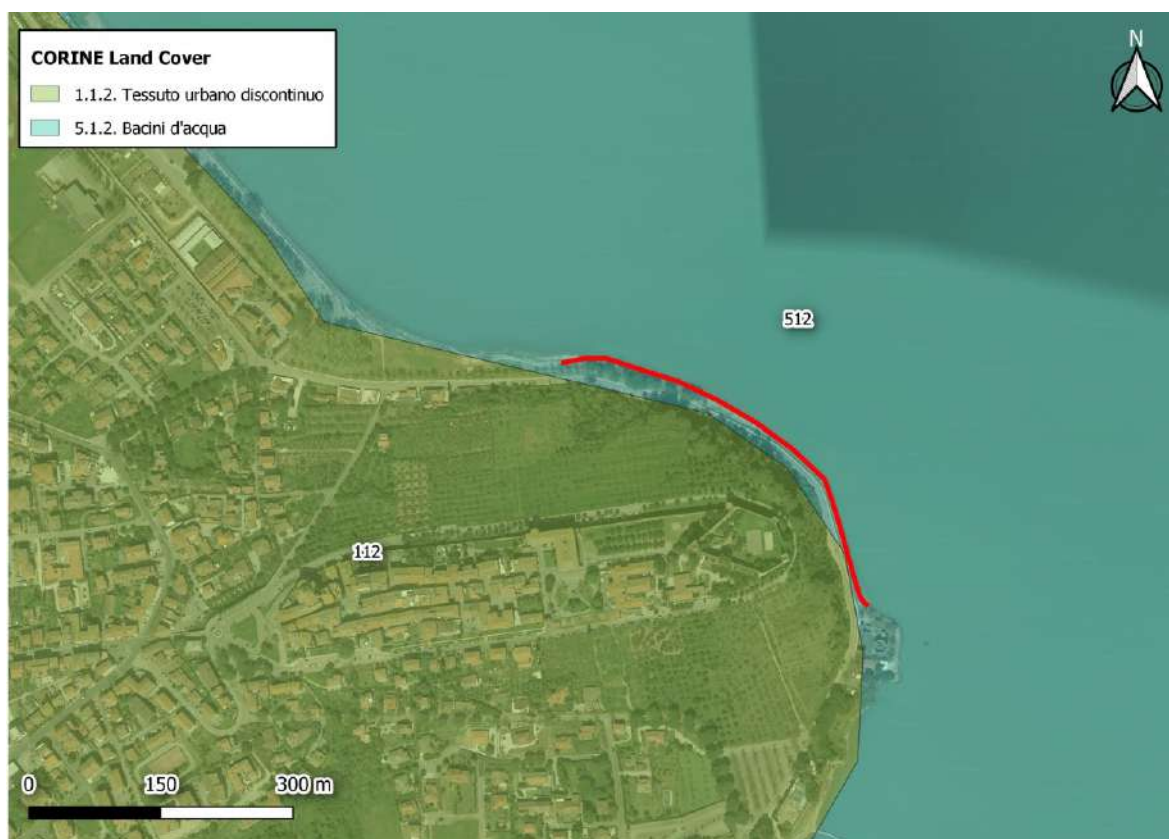 CORINE Land Cover
1.1.2. Tessuto urbano discontinuo
5.1.2. Bacini d'acqua
N
512
112
0 150 300 m